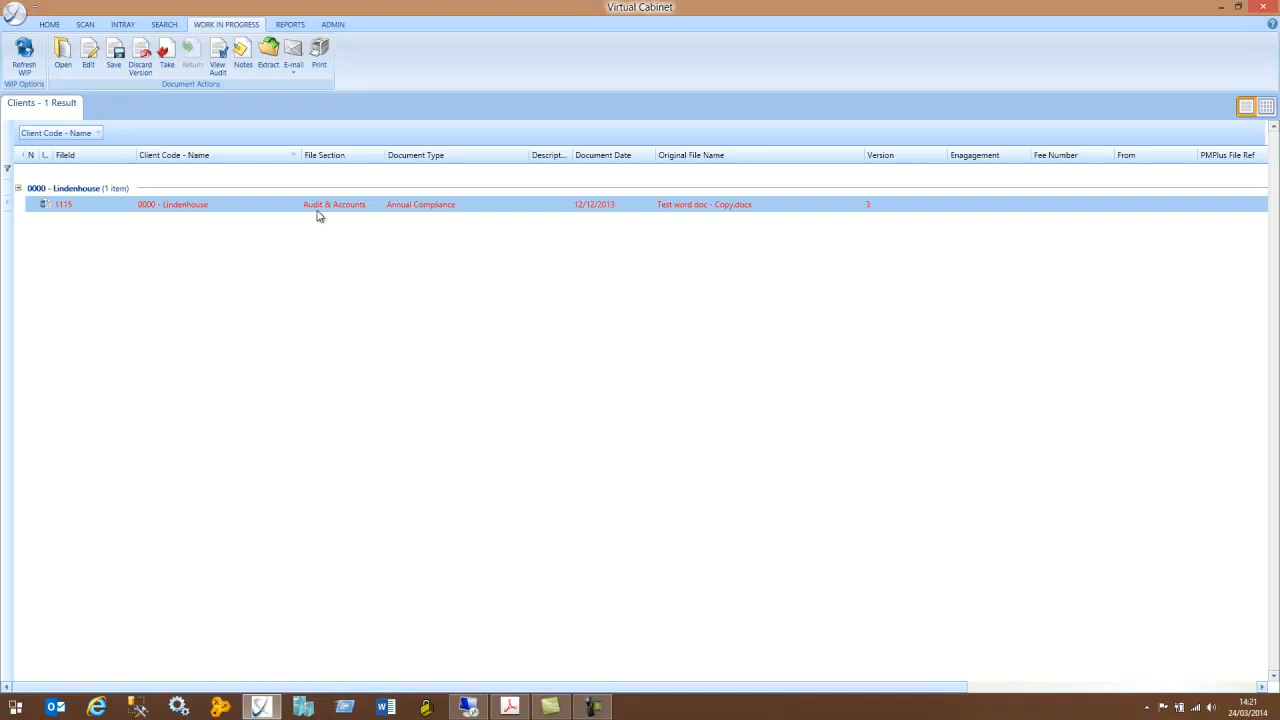 Virtual Cabinet
HOME SCAN INTRAY SEARCH WORK IN PROGRESS REPORTS ADMIN
Refresh WIP Open Edit Save Discard Version Take Return View Audit Notes Extract E-mail Print
WIP Options Document Actions
Clients - 1 Result
Client Code - Name
N I.. FileId Client Code - Name File Section Document Type Descript... Document Date Original File Name Version Enagagement Fee Number From PMPlus File Ref
0000 - Lindenhouse (1 item)
1115 0000 - Lindenhouse Audit & Accounts Annual Compliance 12/12/2013 Test word doc - Copy.docx 3
14:21
24/03/2014